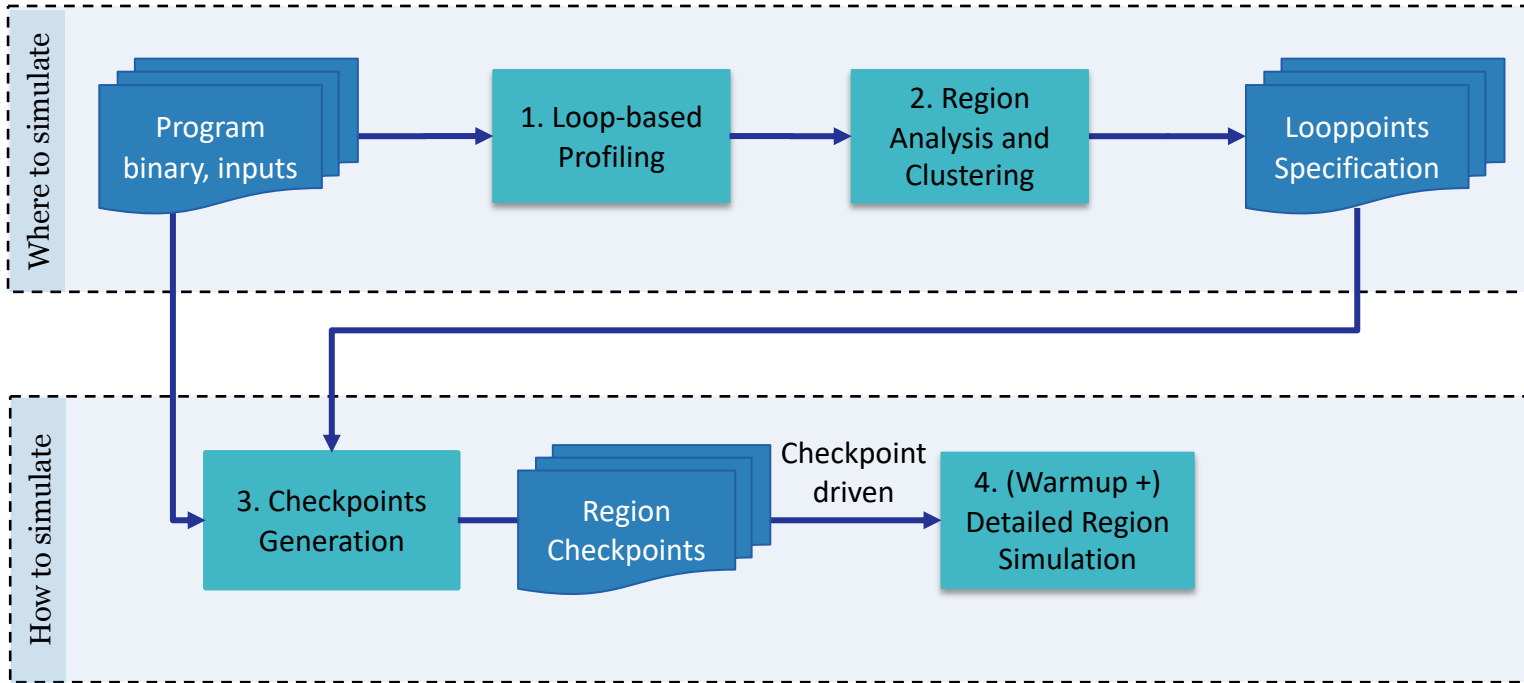 Where to simulate
Program
binary, inputs
1. Loop-based
Profiling
2. Region
Analysis and
Clustering
Looppoints
Specification
How to simulate
3. Checkpoints
Generation
Region
Checkpoints
Checkpoint
driven
4. (Warmup +)
Detailed Region
Simulation